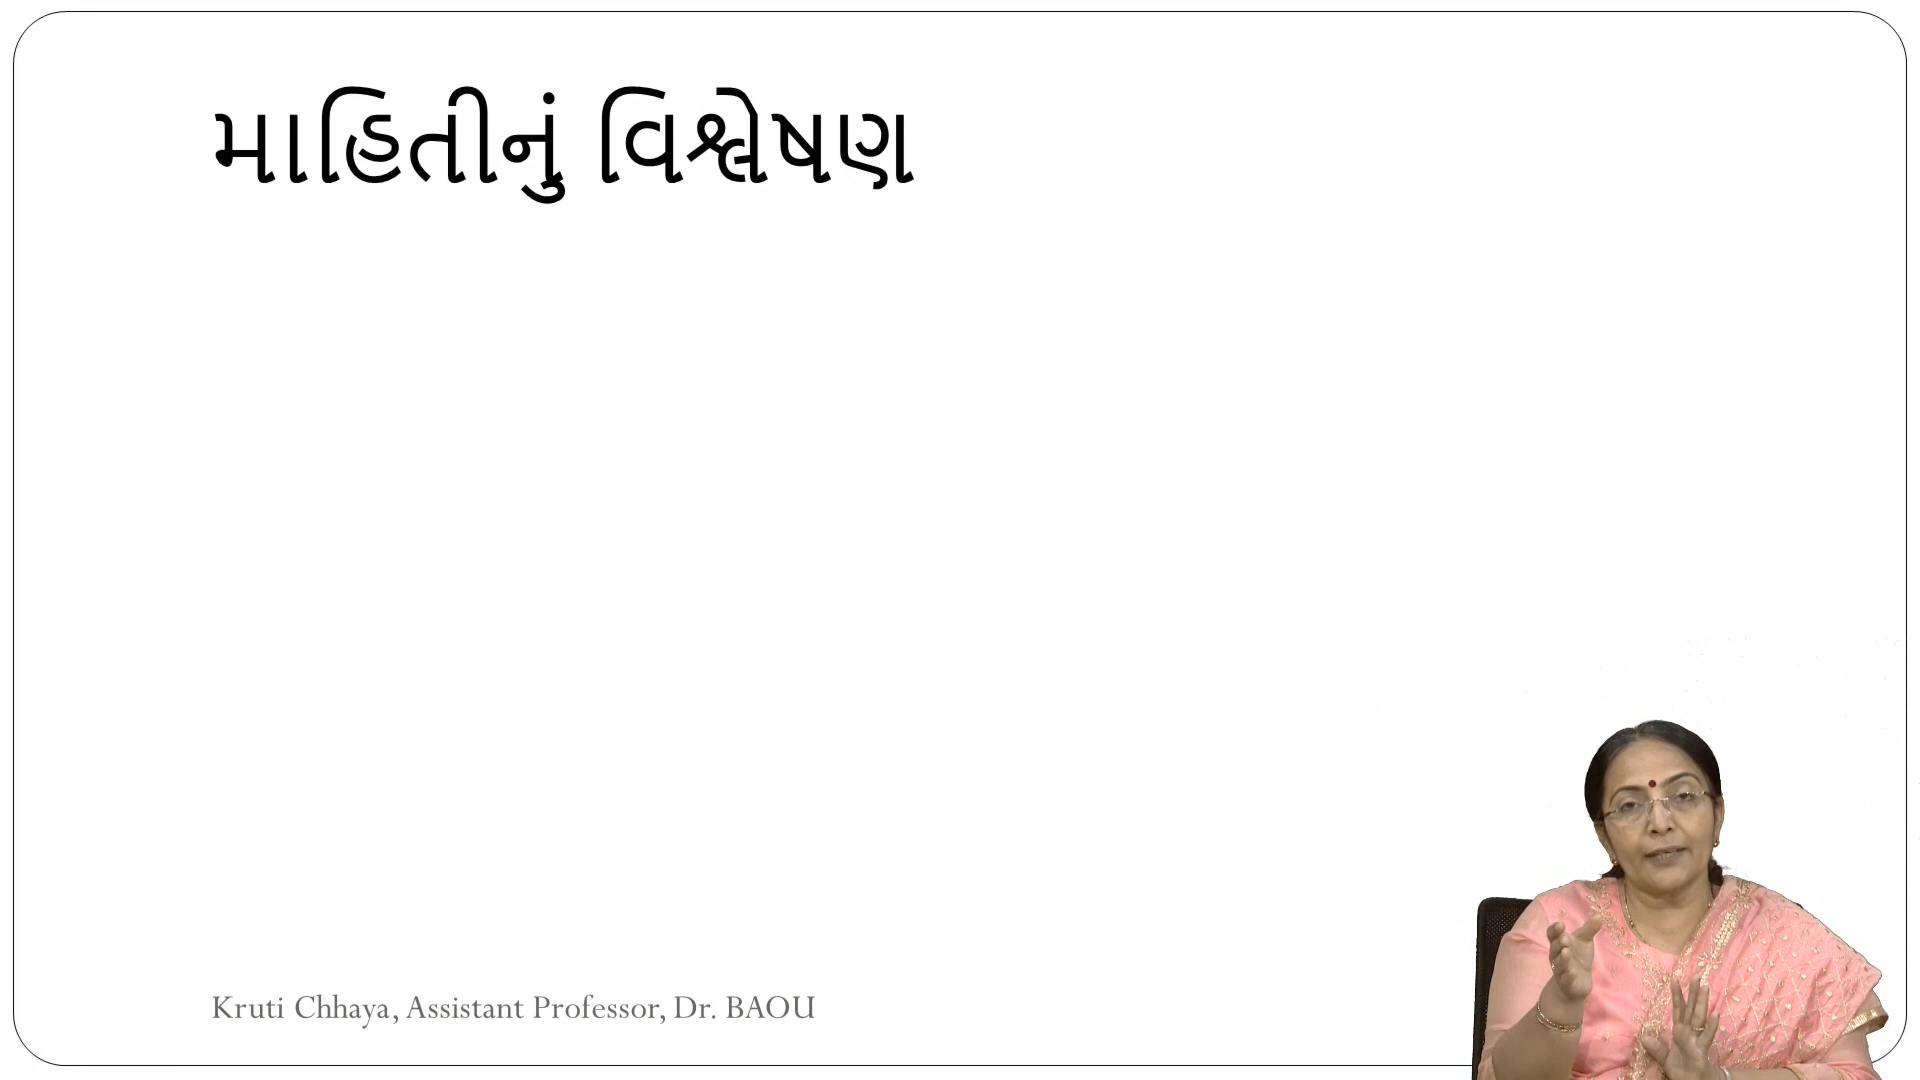 માહિતીનું વિશ્લેષણ
Kruti Chhaya, Assistant Professor, Dr. BAOU